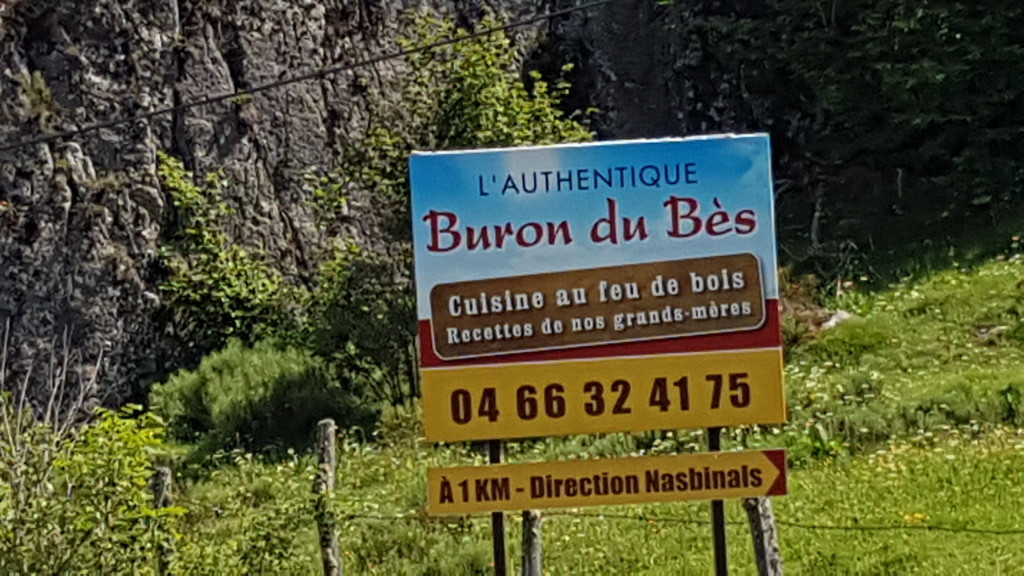 L'AUTHENTIQUE
Buron du Bès
Cuisine au feu de bois
Recettes de nos grands-mères
04 66 32 41 75
À 1 KM - Direction Nasbinals